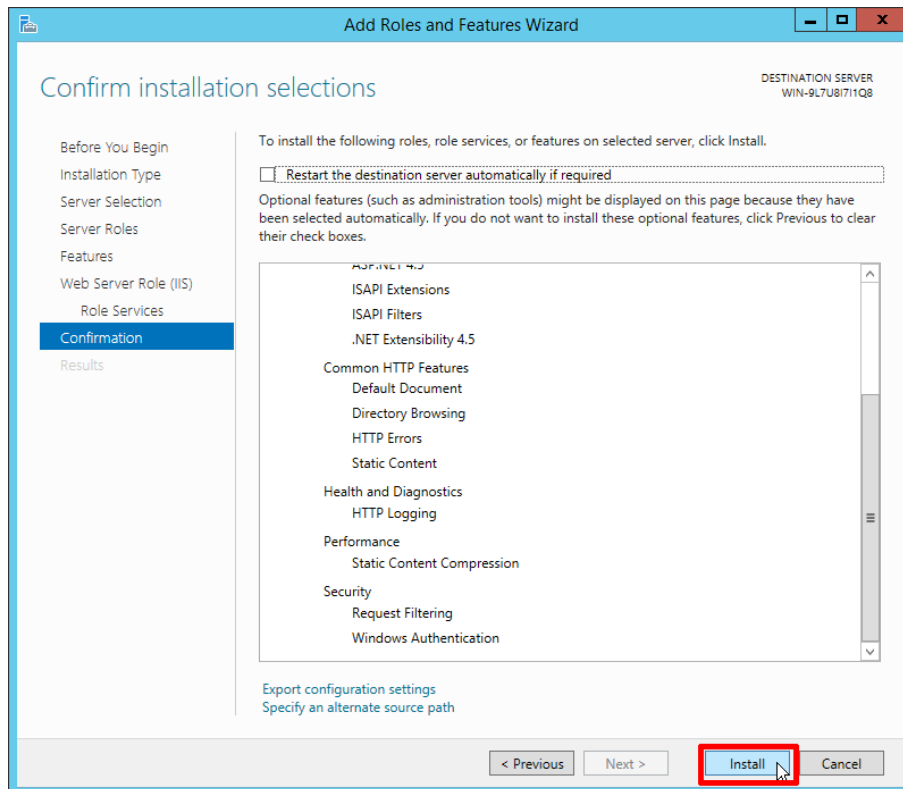 Add Roles and Features Wizard
Confirm installation selections
DESTINATION SERVER
WIN-9L7U8I7I1Q8
Before You Begin
Installation Type
Server Selection
Server Roles
Features
Web Server Role (IIS)
Role Services
Confirmation
Results
To install the following roles, role services, or features on selected server, click Install.
Restart the destination server automatically if required
Optional features (such as administration tools) might be displayed on this page because they have
been selected automatically. If you do not want to install these optional features, click Previous to clear
their check boxes.
ASP.NET 4.5
ISAPI Extensions
ISAPI Filters
.NET Extensibility 4.5
Common HTTP Features
Default Document
Directory Browsing
HTTP Errors
Static Content
Health and Diagnostics
HTTP Logging
Performance
Static Content Compression
Security
Request Filtering
Windows Authentication
Export configuration settings
Specify an alternate source path
< Previous
Next >
Install
Cancel